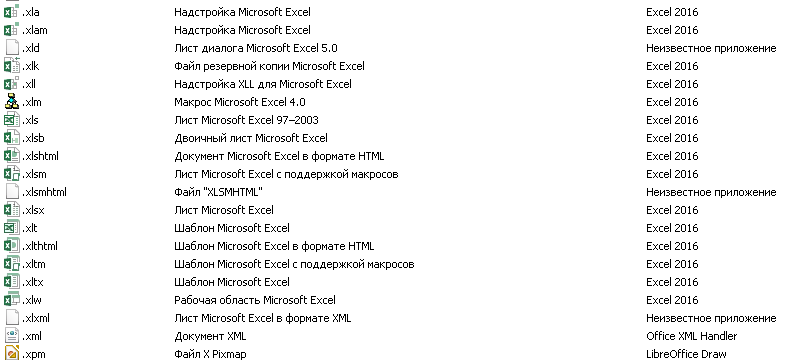 .xla Надстройка Microsoft Excel Excel 2016
.xlam Надстройка Microsoft Excel Excel 2016
.xld Лист диалога Microsoft Excel 5.0 Неизвестное приложение
.xlk Файл резервной копии Microsoft Excel Excel 2016
.xll Надстройка XLL для Microsoft Excel Excel 2016
.xlm Макрос Microsoft Excel 4.0 Excel 2016
.xls Лист Microsoft Excel 97–2003 Excel 2016
.xlsb Двоичный лист Microsoft Excel Excel 2016
.xlshtml Документ Microsoft Excel в формате HTML Excel 2016
.xlsm Лист Microsoft Excel с поддержкой макросов Excel 2016
.xlsmhtml Файл "XLSMHTML" Неизвестное приложение
.xlsx Лист Microsoft Excel Excel 2016
.xlt Шаблон Microsoft Excel Excel 2016
.xlthtml Шаблон Microsoft Excel в формате HTML Excel 2016
.xltm Шаблон Microsoft Excel с поддержкой макросов Excel 2016
.xltx Шаблон Microsoft Excel Excel 2016
.xlw Рабочая область Microsoft Excel Excel 2016
.xlxml Лист Microsoft Excel в формате XML Неизвестное приложение
.xml Документ XML Office XML Handler
.xpm Файл X Pixmap LibreOffice Draw